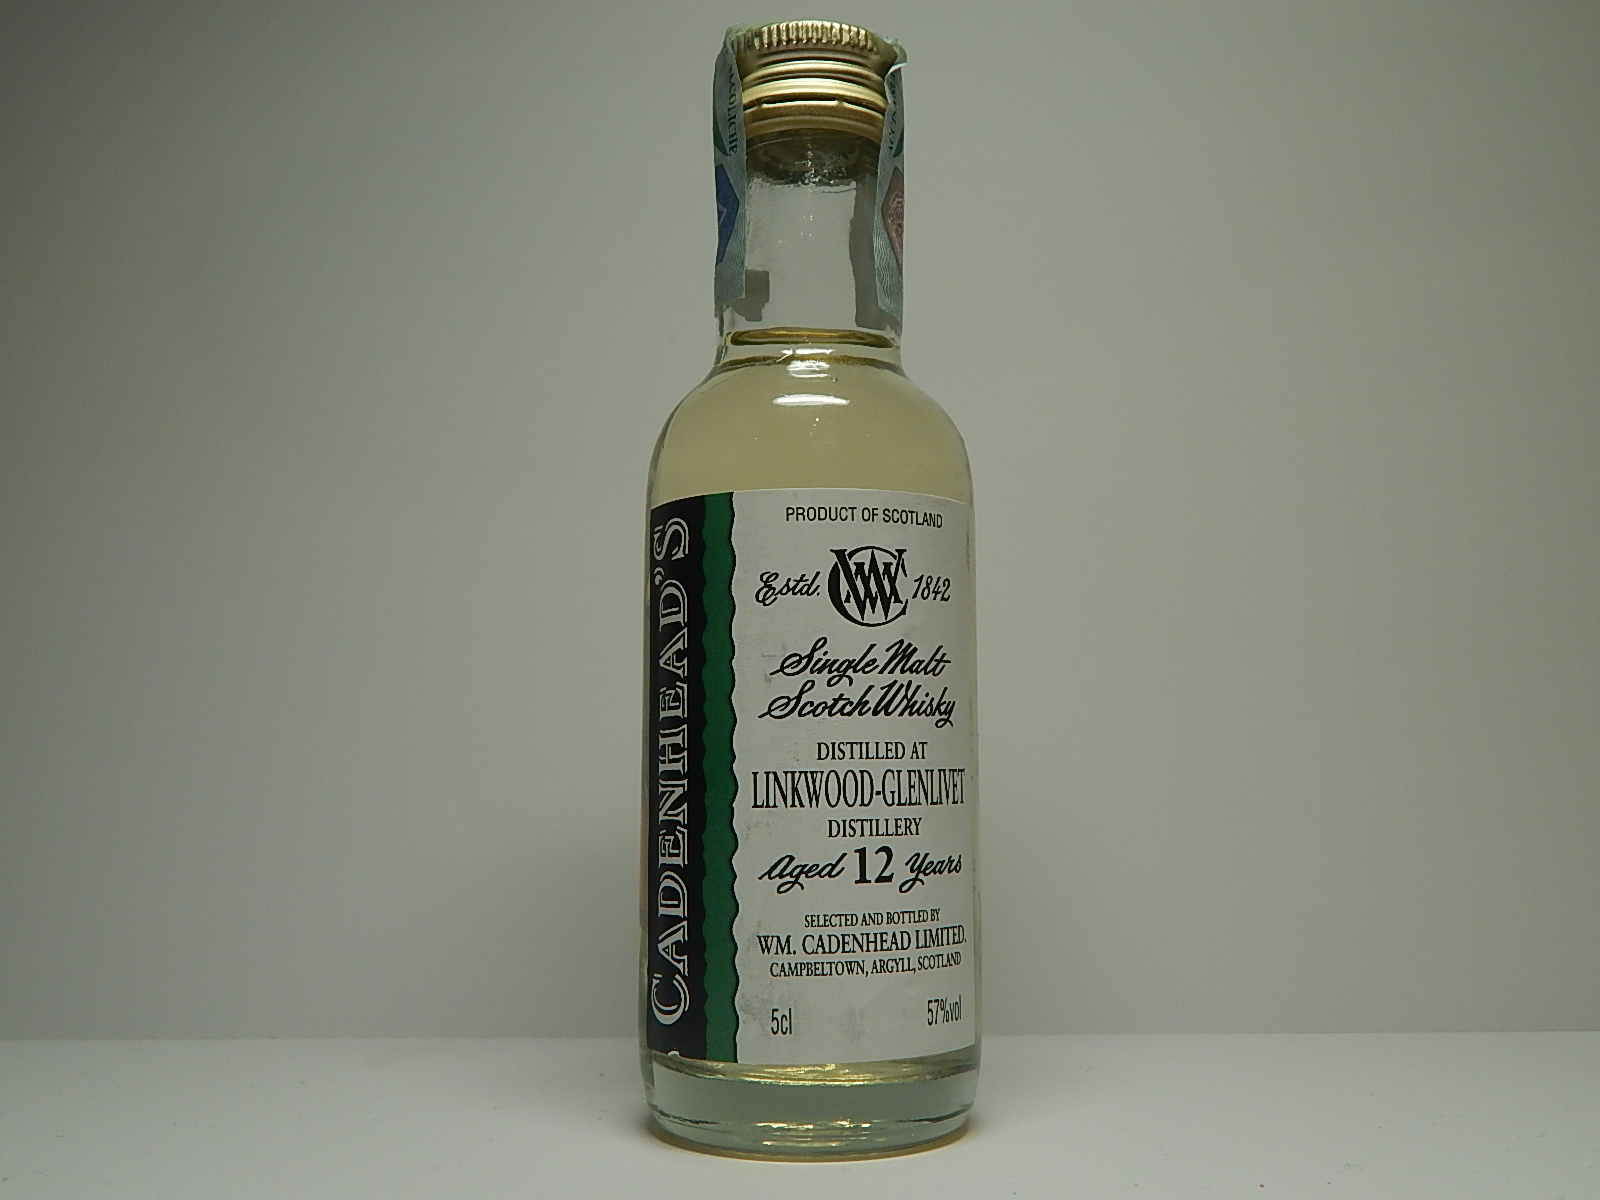 PRODUCT OF SCOTLAND
Estd. WC 1842
Single Malt
Scotch Whisky
DISTILLED AT
LINKWOOD-GLENLIVET
DISTILLERY
Aged 12 Years
SELECTED AND BOTTLED BY
WM. CADENHEAD LIMITED.
CAMPBELTOWN, ARGYLL, SCOTLAND
5cl 57%vol
CADENHEAD'S